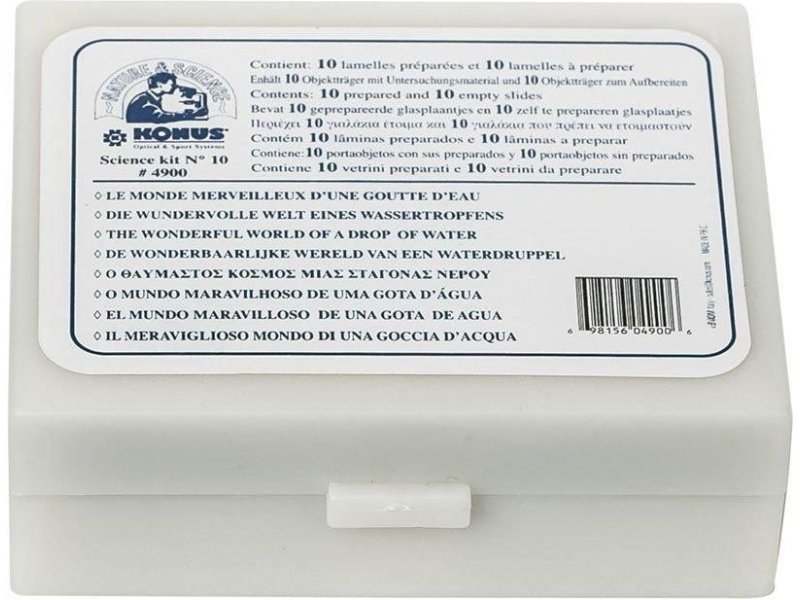 NATURE & SCIENCE
KONUS
Optical & Sport Systems
Science kit N° 10
# 4900
Contient: 10 lamelles préparées et 10 lamelles à préparer
Enhält 10 Objektträger mit Untersuchungsmaterial und 10 Objektträger zum Aufbereiten
Contents: 10 prepared and 10 empty slides
Bevat 10 geprepareerde glasplaantjes en 10 zelf te prepareren glasplaatjes
Περιέχει 10 γιαλάκια έτοιμα και 10 γιαλάκια που πρέπει να ετοιμαστούν
Contém 10 lâminas preparados e 10 lâminas a preparar
Contiene: 10 portaobjetos con sus preparados y 10 portaobjetos sin preparados
Contiene 10 vetrini preparati e 10 vetrini da preparare
◊ LE MONDE MERVEILLEUX D'UNE GOUTTE D'EAU
◊ DIE WUNDERVOLLE WELT EINES WASSERTROPFENS
◊ THE WONDERFUL WORLD OF A DROP OF WATER
◊ DE WONDERBAARLIJKE WERELD VAN EEN WATERDRUPPEL
◊ Ο ΘΑΥΜΑΣΤΟΣ ΚΟΣΜΟΣ ΜΙΑΣ ΣΤΑΓΟΝΑΣ ΝΕΡΟΥ
◊ O MUNDO MARAVILHOSO DE UMA GOTA D'ÁGUA
◊ EL MUNDO MARAVILLOSO DE UNA GOTA DE AGUA
◊ IL MERAVIGLIOSO MONDO DI UNA GOCCIA D'ACQUA
6 98156 04900 6
MADE IN